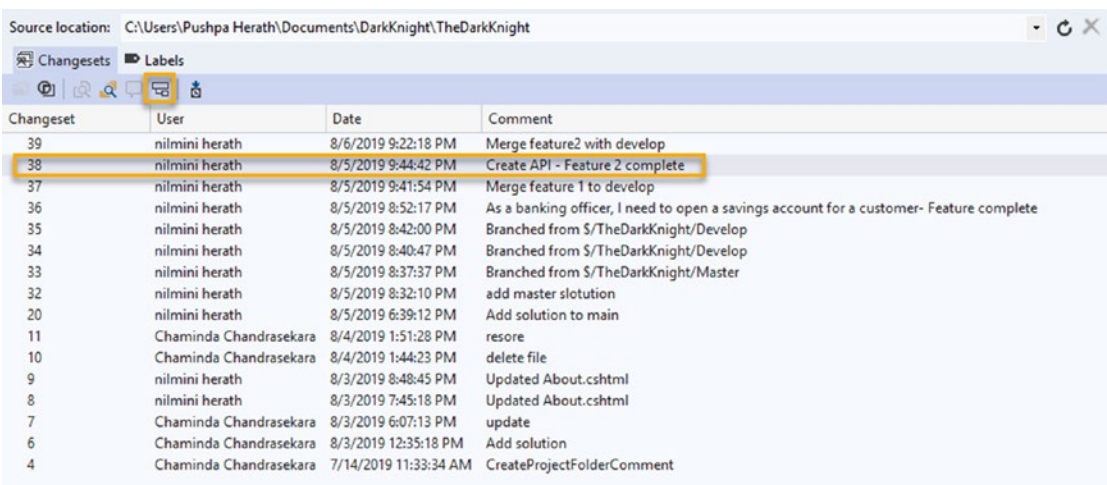 Source location: C:\Users\Pushpa Herath\Documents\DarkKnight\TheDarkKnight
Changesets Labels
Changeset User Date Comment
39 nilmini herath 8/6/2019 9:22:18 PM Merge feature2 with develop
38 nilmini herath 8/5/2019 9:44:42 PM Create API - Feature 2 complete
37 nilmini herath 8/5/2019 9:41:54 PM Merge feature 1 to develop
36 nilmini herath 8/5/2019 8:52:17 PM As a banking officer, I need to open a savings account for a customer- Feature complete
35 nilmini herath 8/5/2019 8:42:00 PM Branched from $/TheDarkKnight/Develop
34 nilmini herath 8/5/2019 8:40:47 PM Branched from $/TheDarkKnight/Develop
33 nilmini herath 8/5/2019 8:37:37 PM Branched from $/TheDarkKnight/Master
32 nilmini herath 8/5/2019 8:32:10 PM add master slotution
20 nilmini herath 8/5/2019 6:39:12 PM Add solution to main
11 Chaminda Chandrasekara 8/4/2019 1:51:28 PM resore
10 Chaminda Chandrasekara 8/4/2019 1:44:23 PM delete file
9 nilmini herath 8/3/2019 8:48:45 PM Updated About.cshtml
8 nilmini herath 8/3/2019 7:45:18 PM Updated About.cshtml
7 Chaminda Chandrasekara 8/3/2019 6:07:13 PM update
6 Chaminda Chandrasekara 8/3/2019 12:35:18 PM Add solution
4 Chaminda Chandrasekara 7/14/2019 11:33:34 AM CreateProjectFolderComment